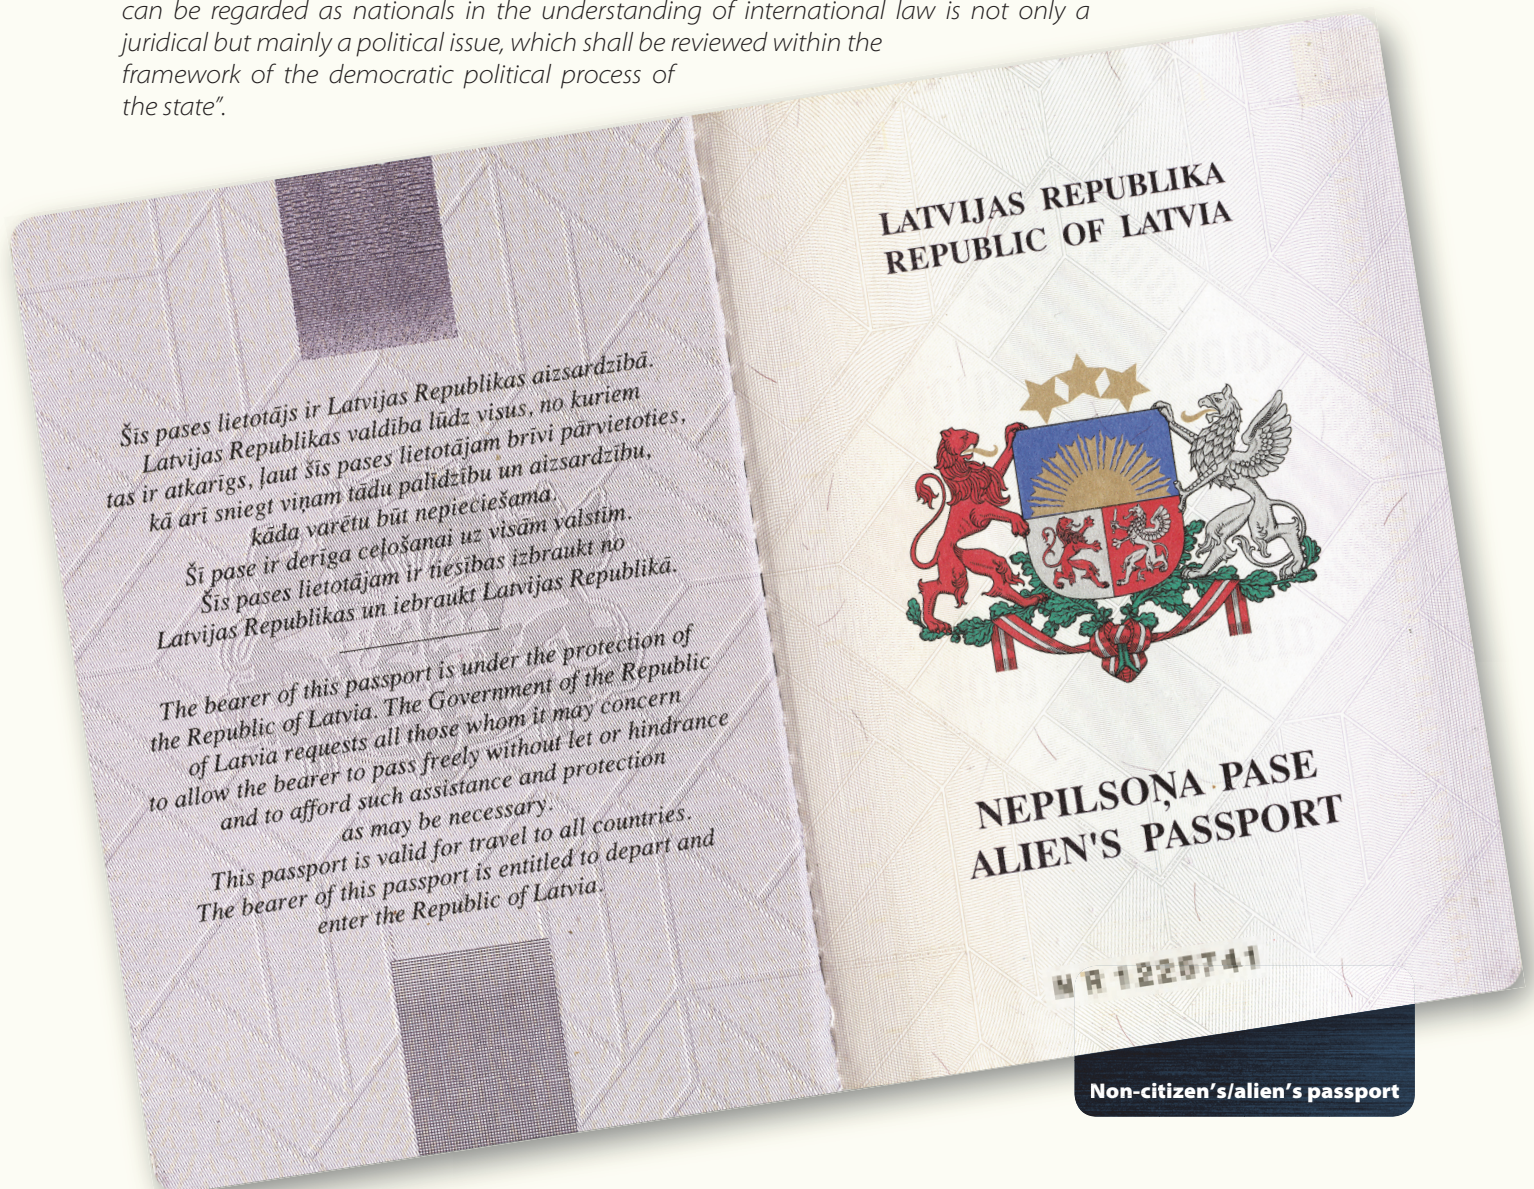 can be regarded as nationals in the understanding of international law is not only a
juridical but mainly a political issue, which shall be reviewed within the
framework of the democratic political process of
the state”.
Šīs pases lietotājs ir Latvijas Republikas aizsardzībā.
Latvijas Republikas valdība lūdz visus, no kuriem
tas ir atkarīgs, ļaut šīs pases lietotājam brīvi pārvietoties,
kā arī sniegt viņam tādu palīdzību un aizsardzību,
kāda varētu būt nepieciešama.
Šī pase ir derīga ceļošanai uz visām valstīm.
Šīs pases lietotājam ir tiesības izbraukt no
Latvijas Republikas un iebraukt Latvijas Republikā.
The bearer of this passport is under the protection of
the Republic of Latvia. The Government of the Republic
of Latvia requests all those whom it may concern
to allow the bearer to pass freely without let or hindrance
and to afford such assistance and protection
as may be necessary.
This passport is valid for travel to all countries.
The bearer of this passport is entitled to depart and
enter the Republic of Latvia.
LATVIJAS REPUBLIKA
REPUBLIC OF LATVIA
VOID
VOID
NEPILSOŅA PASE
ALIEN'S PASSPORT
Non-citizen’s/alien’s passport